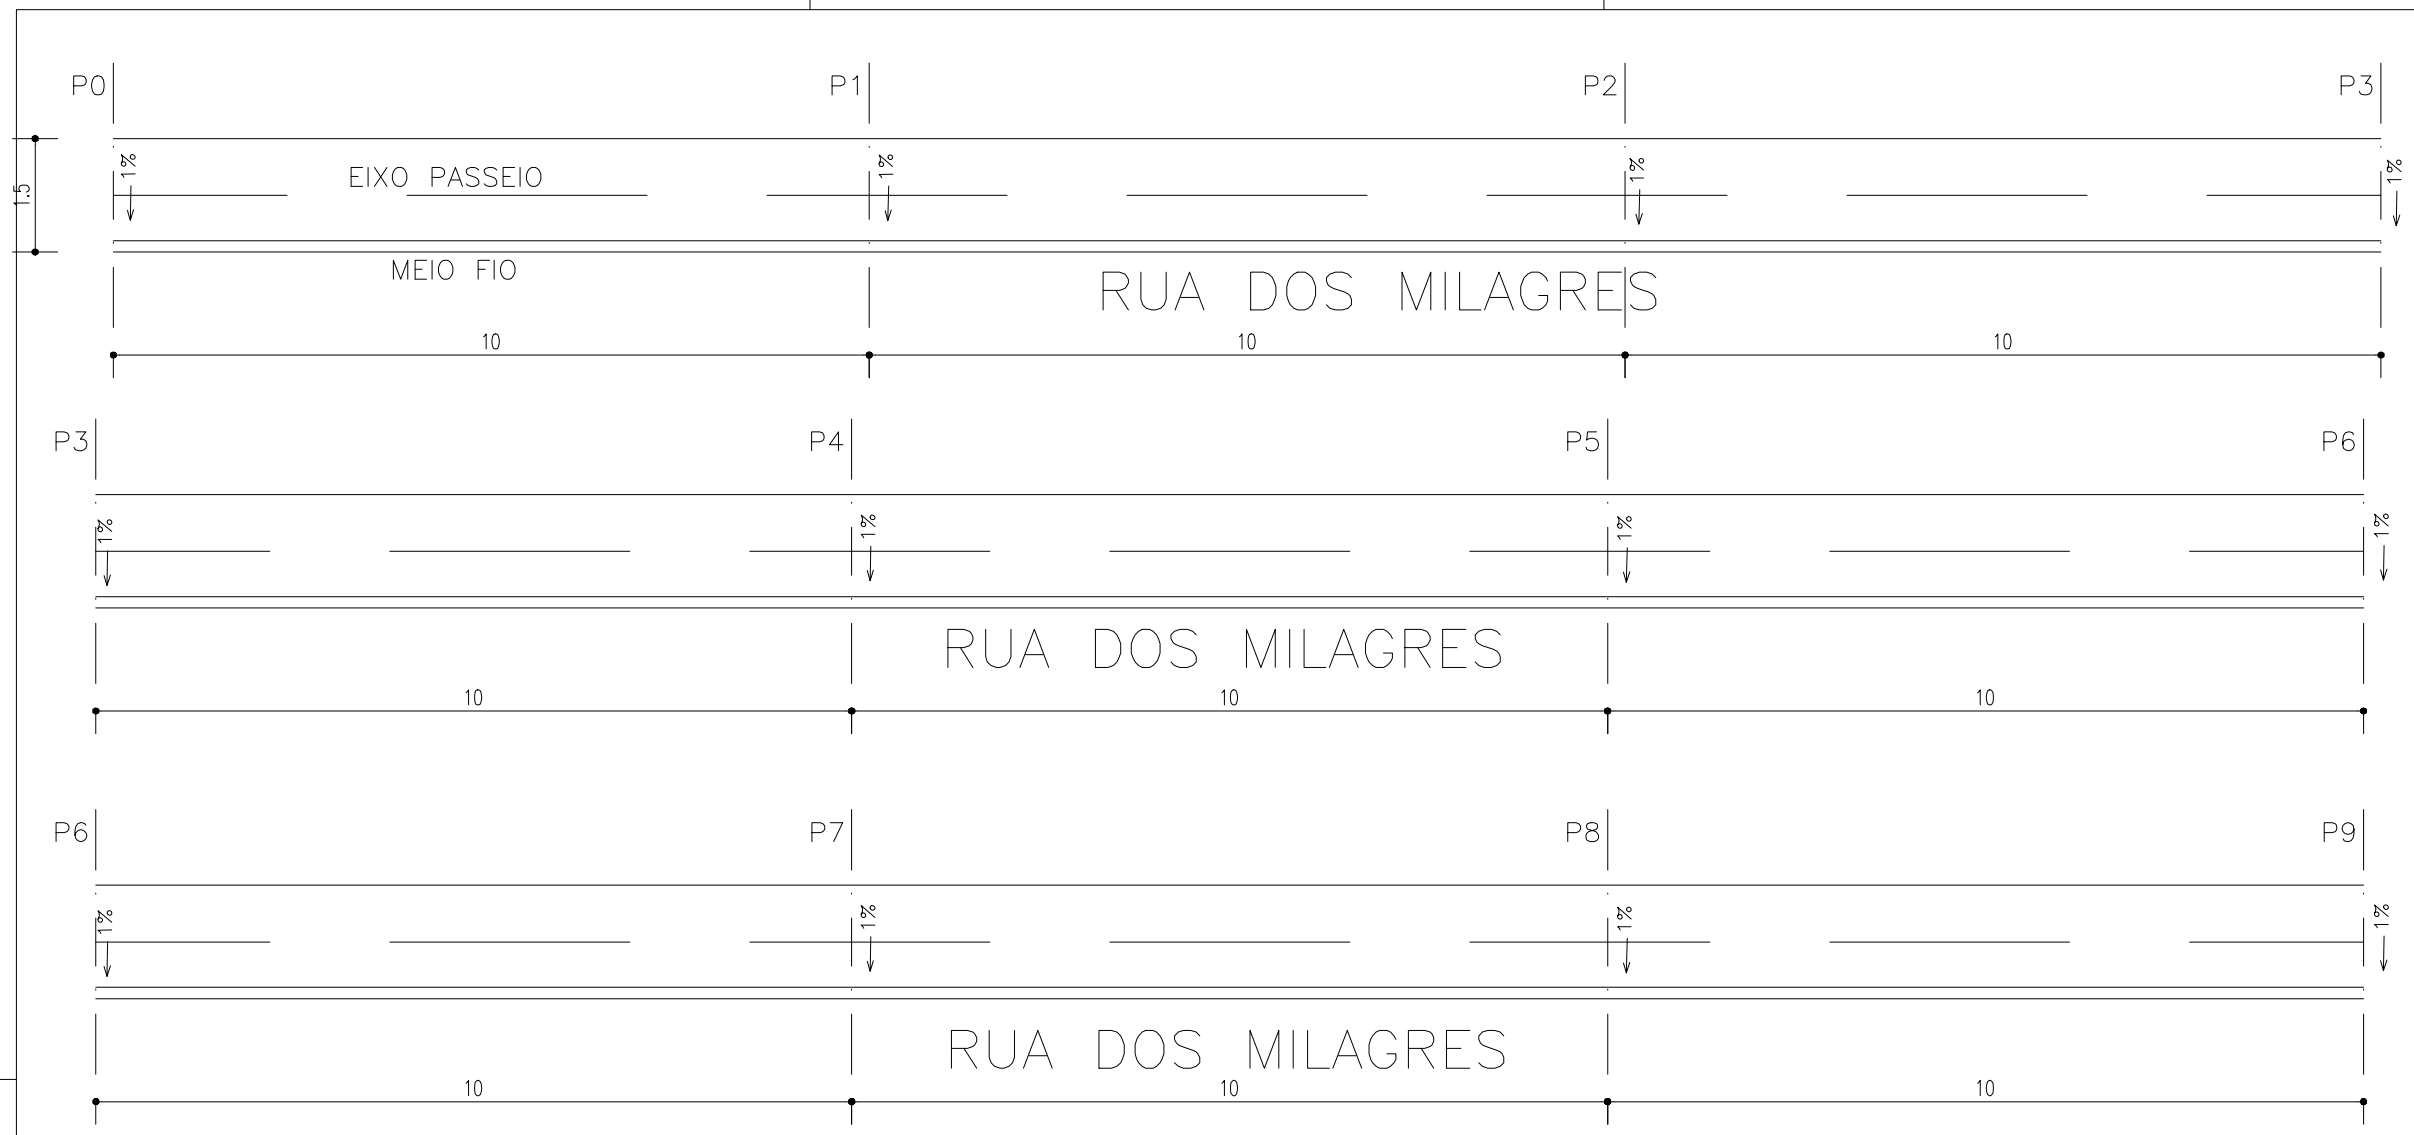 P0 P1 P2 P3
1% 1% 1% 1%
EIXO PASSEIO
1.5
MEIO FIO
RUA DOS MILAGRES
10 10 10
P3 P4 P5 P6
1% 1% 1% 1%
RUA DOS MILAGRES
10 10 10
P6 P7 P8 P9
1% 1% 1% 1%
RUA DOS MILAGRES
10 10 10